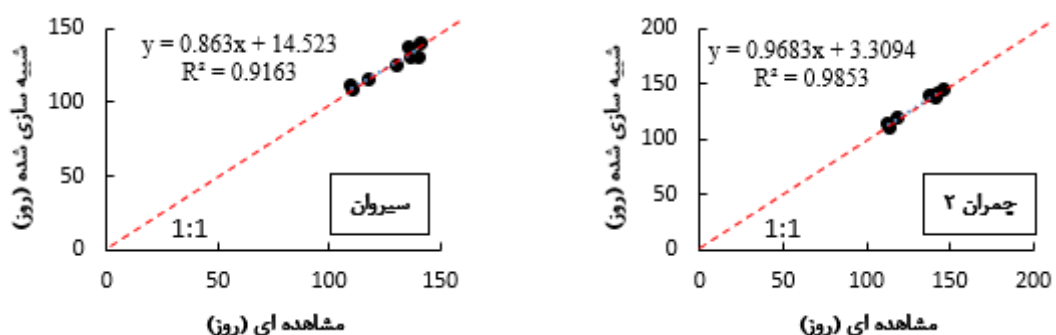 شبیه سازی شده (روز)
150
100
50
0
y = 0.863x + 14.523
R² = 0.9163
سیروان
1:1
0 50 100 150
مشاهده ای (روز)
شبیه سازی شده (روز)
200
150
100
50
0
y = 0.9683x + 3.3094
R² = 0.9853
چمران ۲
1:1
0 50 100 150 200
مشاهده ای (روز)